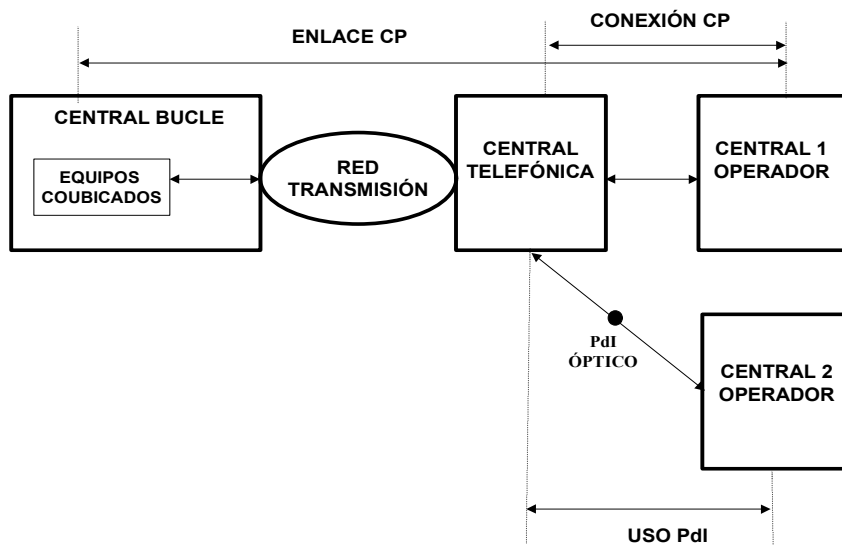 CONEXIÓN CP
ENLACE CP
CENTRAL BUCLE
EQUIPOS
COUBICADOS
RED
TRANSMISIÓN
CENTRAL
TELEFÓNICA
CENTRAL 1
OPERADOR
PdI
ÓPTICO
CENTRAL 2
OPERADOR
USO PdI